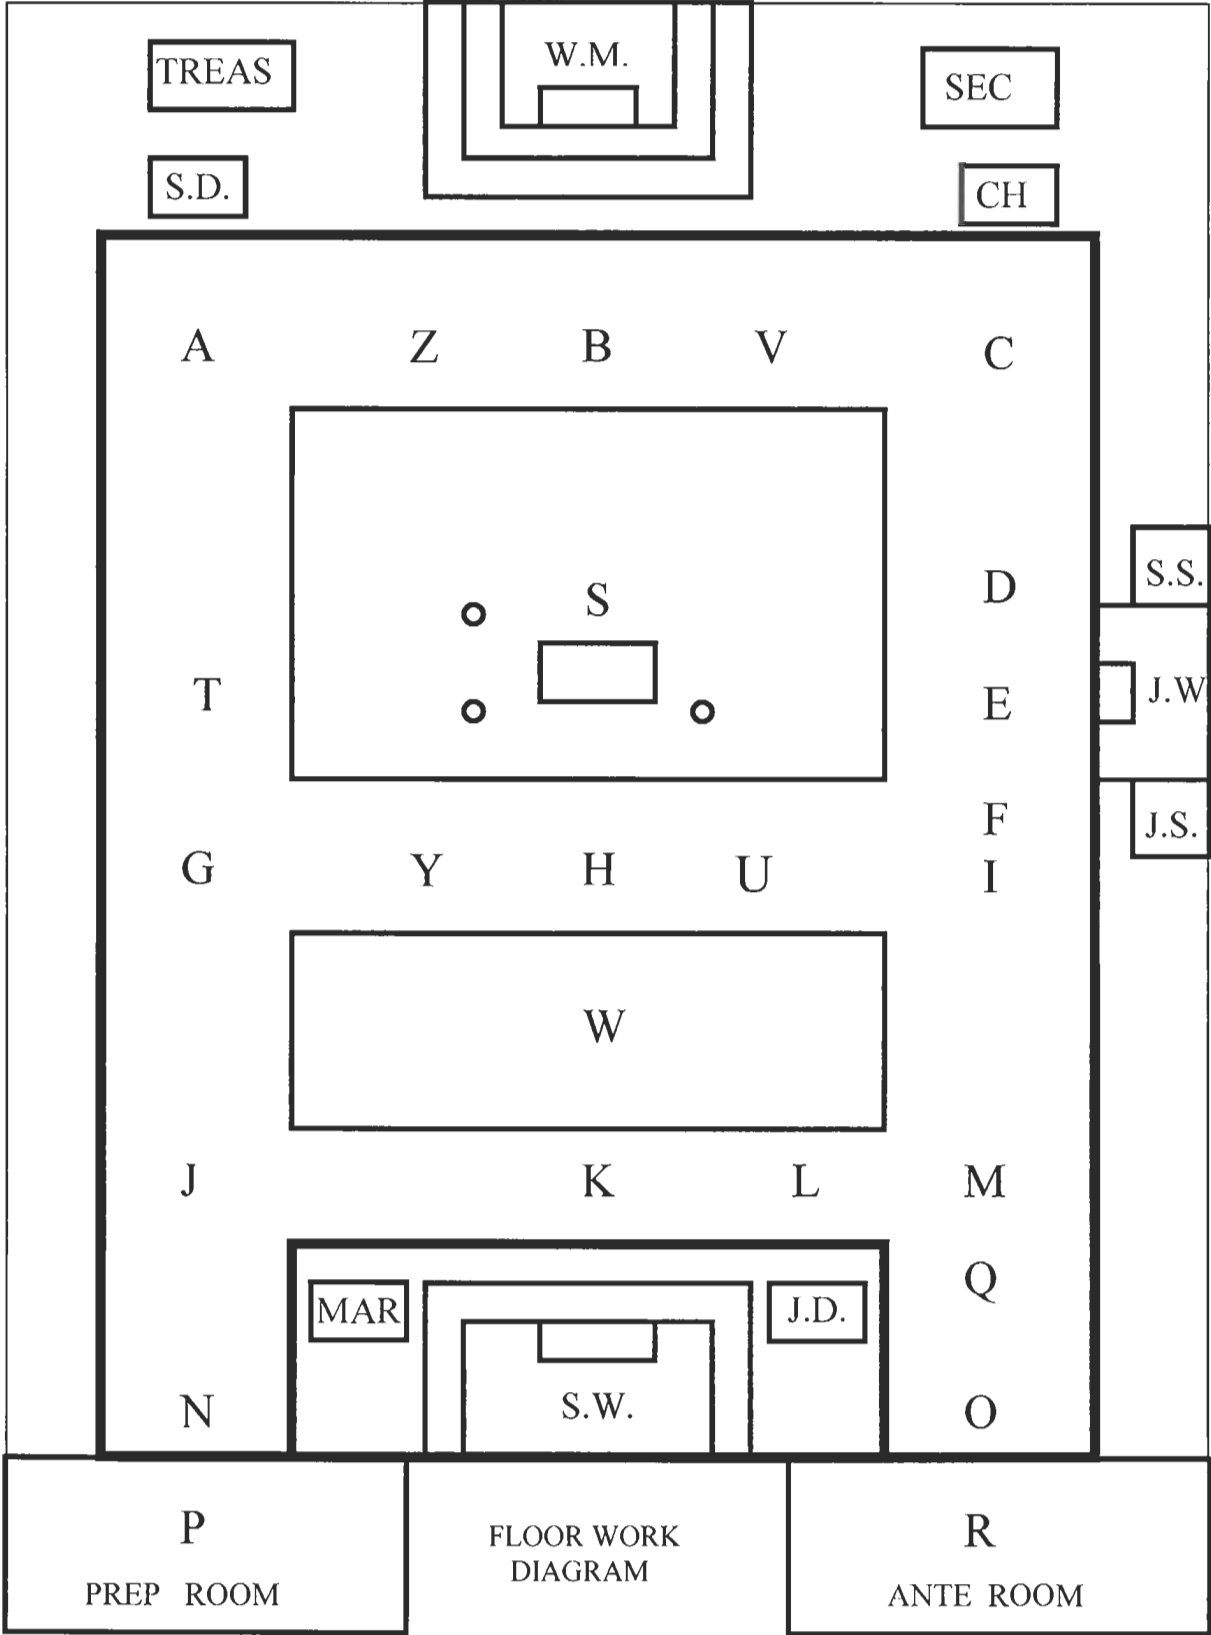 W.M.
TREAS
SEC
S.D.
CH
A Z B V C
S.S.
D
S
J.W
T
E
F
J.S.
G Y H U I
W
J K L M
Q
MAR
J.D.
S.W.
N
O
P
R
FLOOR WORK
DIAGRAM
PREP ROOM
ANTE ROOM